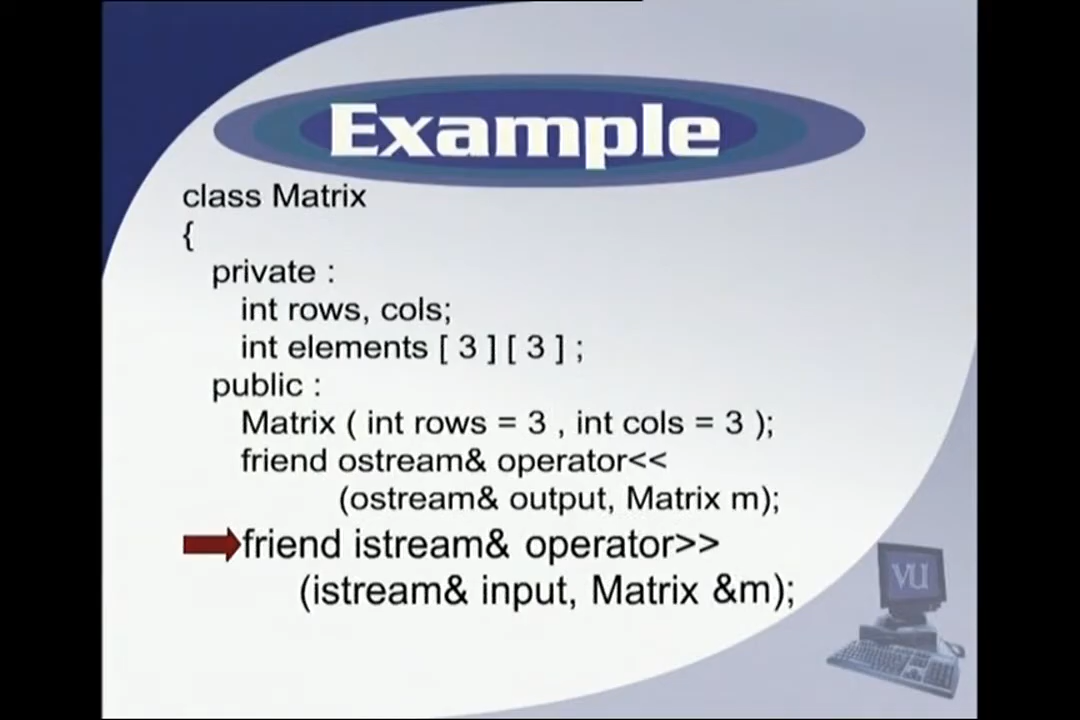 Example
class Matrix
{
private :
int rows, cols;
int elements [ 3 ] [ 3 ] ;
public :
Matrix ( int rows = 3 , int cols = 3 );
friend ostream& operator<<
(ostream& output, Matrix m);
friend istream& operator>>
(istream& input, Matrix &m);
VU